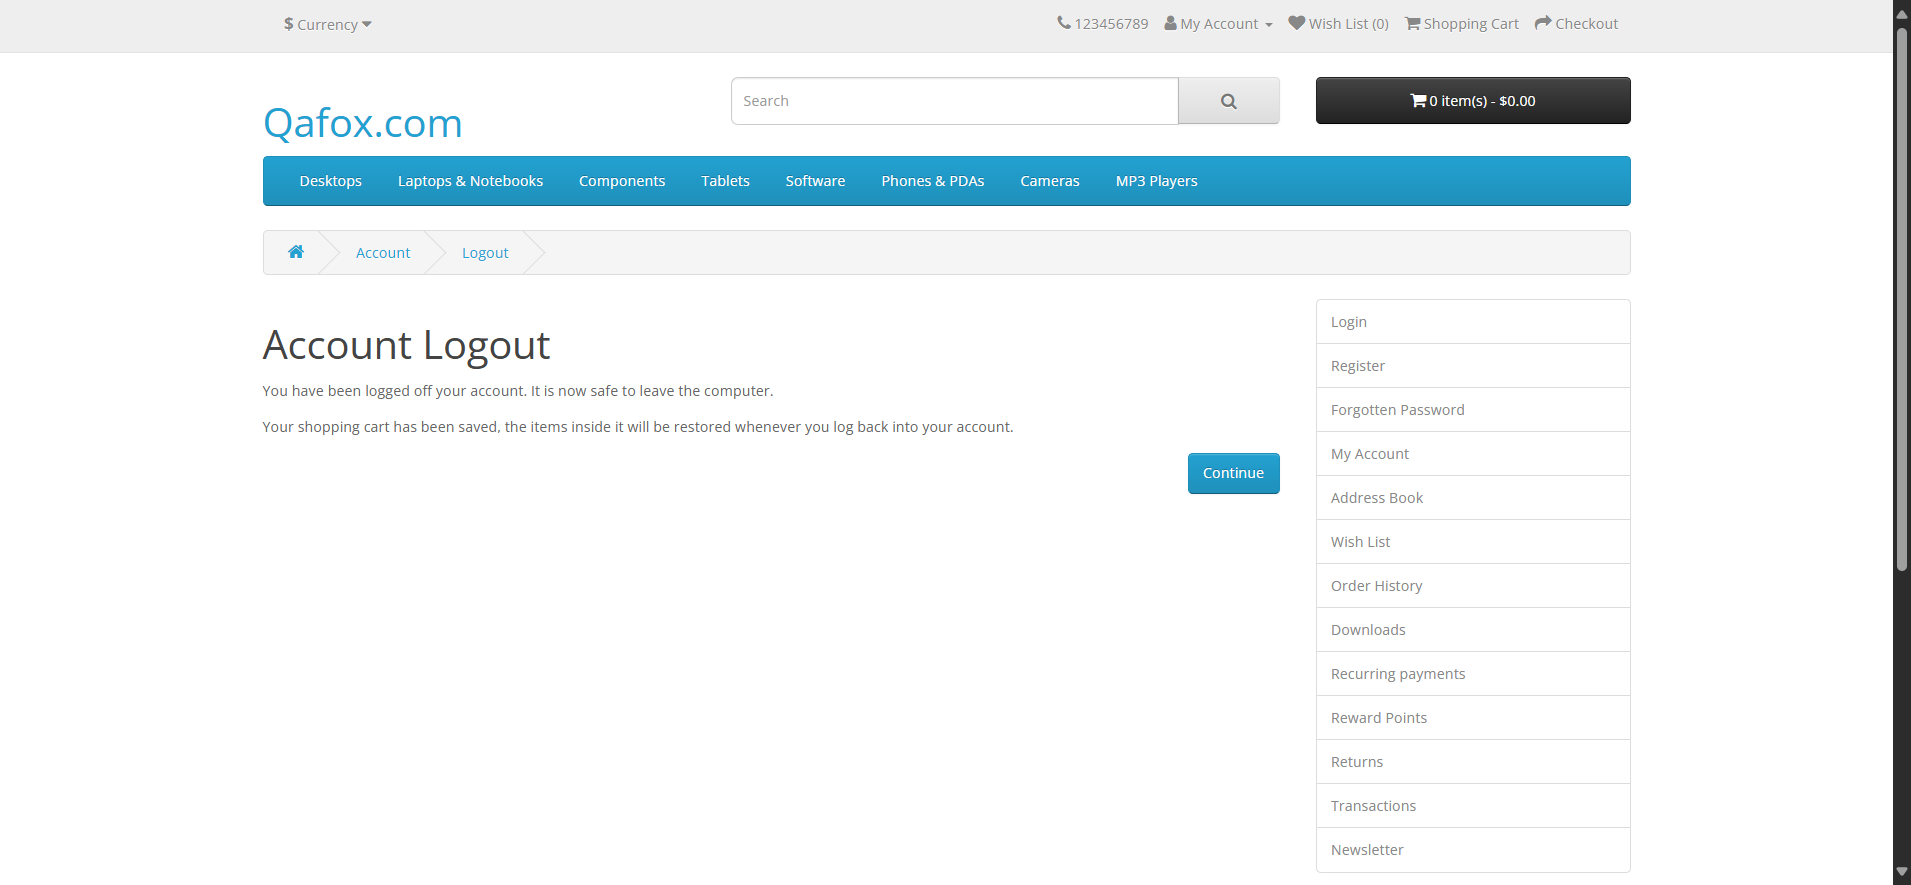 $ Currency
123456789 My Account Wish List (0) Shopping Cart Checkout
Qafox.com
Search
0 item(s) - $0.00
Desktops Laptops & Notebooks Components Tablets Software Phones & PDAs Cameras MP3 Players
Account Logout
Account Logout
You have been logged off your account. It is now safe to leave the computer.
Your shopping cart has been saved, the items inside it will be restored whenever you log back into your account.
Continue
Login
Register
Forgotten Password
My Account
Address Book
Wish List
Order History
Downloads
Recurring payments
Reward Points
Returns
Transactions
Newsletter